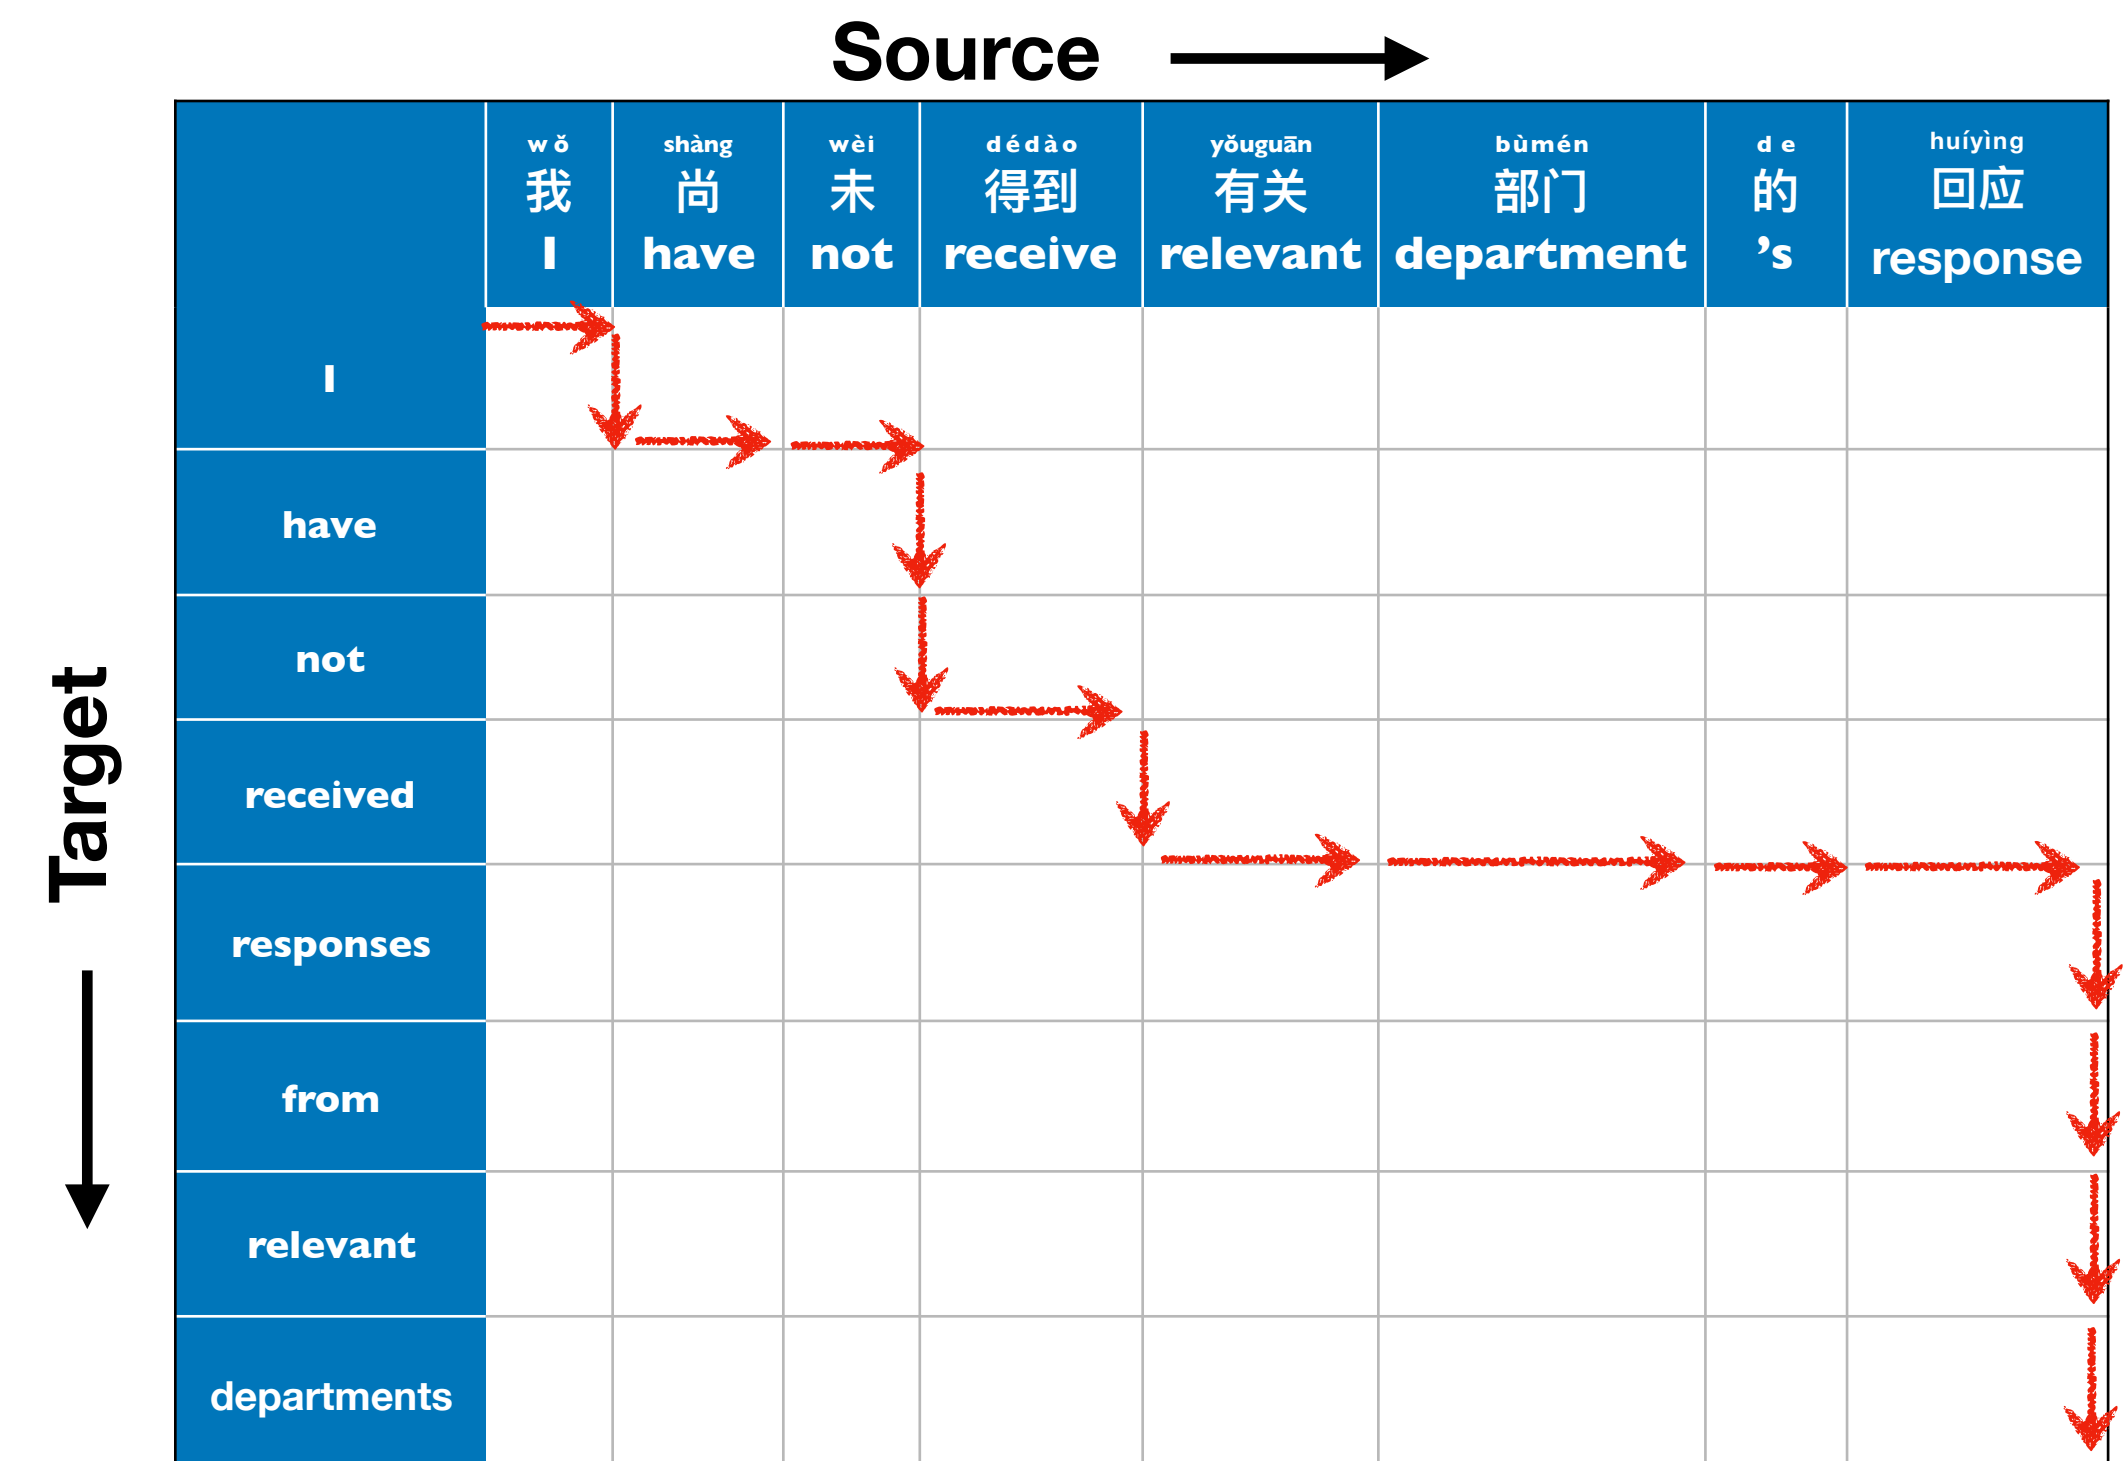 Source
wǒ shàng wèi dédào yǒuguān bùmén de huíyìng
我 尚 未 得到 有关 部门 的 回应
I have not receive relevant department ’s response
Target
I
have
not
received
responses
from
relevant
departments